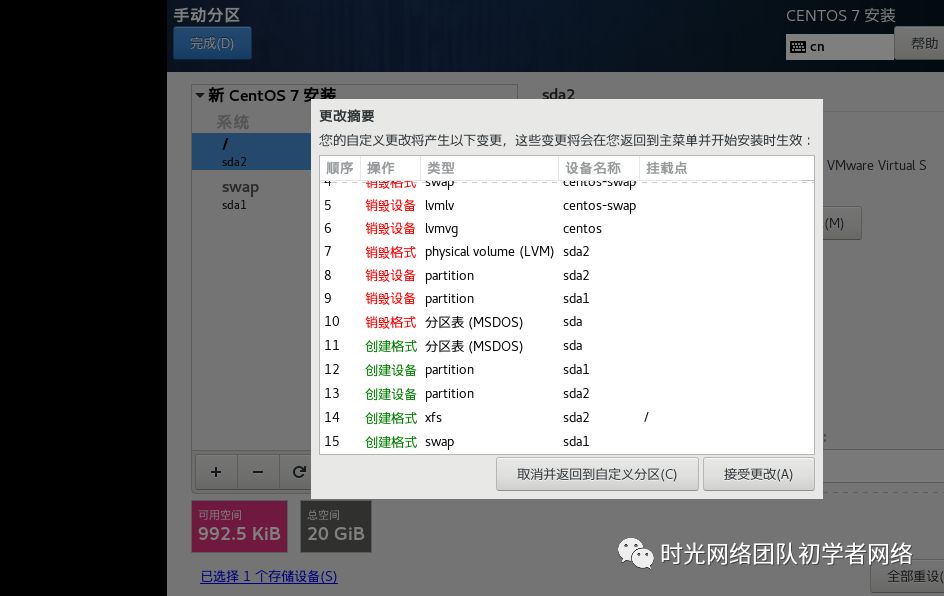 手动分区
CENTOS 7 安装
完成(D)
cn
帮助
新 CentOS 7 安装
sda2
系统
/
sda2
swap
sda1
VMware Virtual S
(M)
更改摘要
您的自定义更改将产生以下变更，这些变更将会在您返回到主菜单并开始安装时生效：
顺序 操作 类型 设备名称 挂载点
4 销毁格式 swap centos-swap
5 销毁设备 lvmlv centos-swap
6 销毁设备 lvmvg centos
7 销毁格式 physical volume (LVM) sda2
8 销毁设备 partition sda2
9 销毁设备 partition sda1
10 销毁格式 分区表 (MSDOS) sda
11 创建格式 分区表 (MSDOS) sda
12 创建设备 partition sda1
13 创建设备 partition sda2
14 创建格式 xfs sda2 /
15 创建格式 swap sda1
取消并返回到自定义分区(C) 接受更改(A)
+ −
可用空间
992.5 KiB
总空间
20 GiB
已选择 1 个存储设备(S)
时光网络团队初学者网络
全部重设(